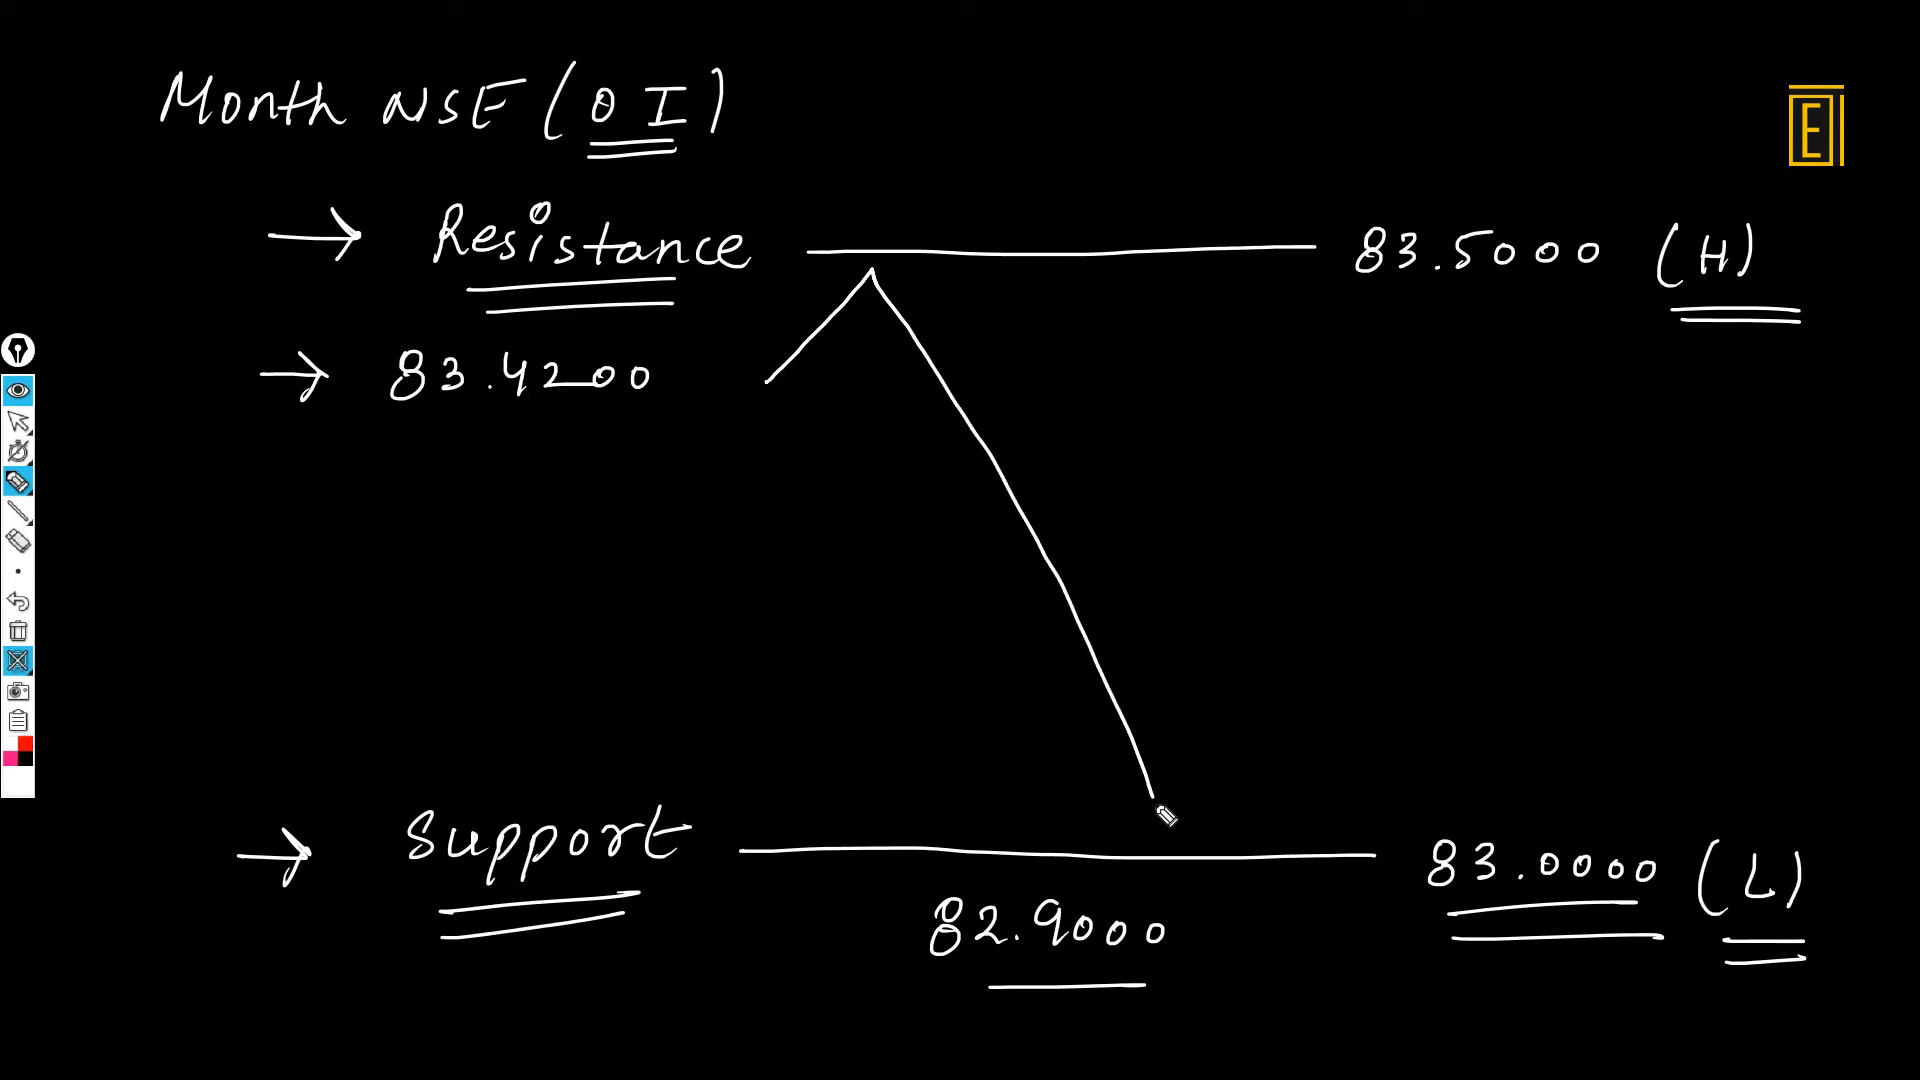 Month NSE (OI)
→ Resistance 83.5000 (H)
→ 83.4200
→ Support 83.0000 (L)
82.9000
E